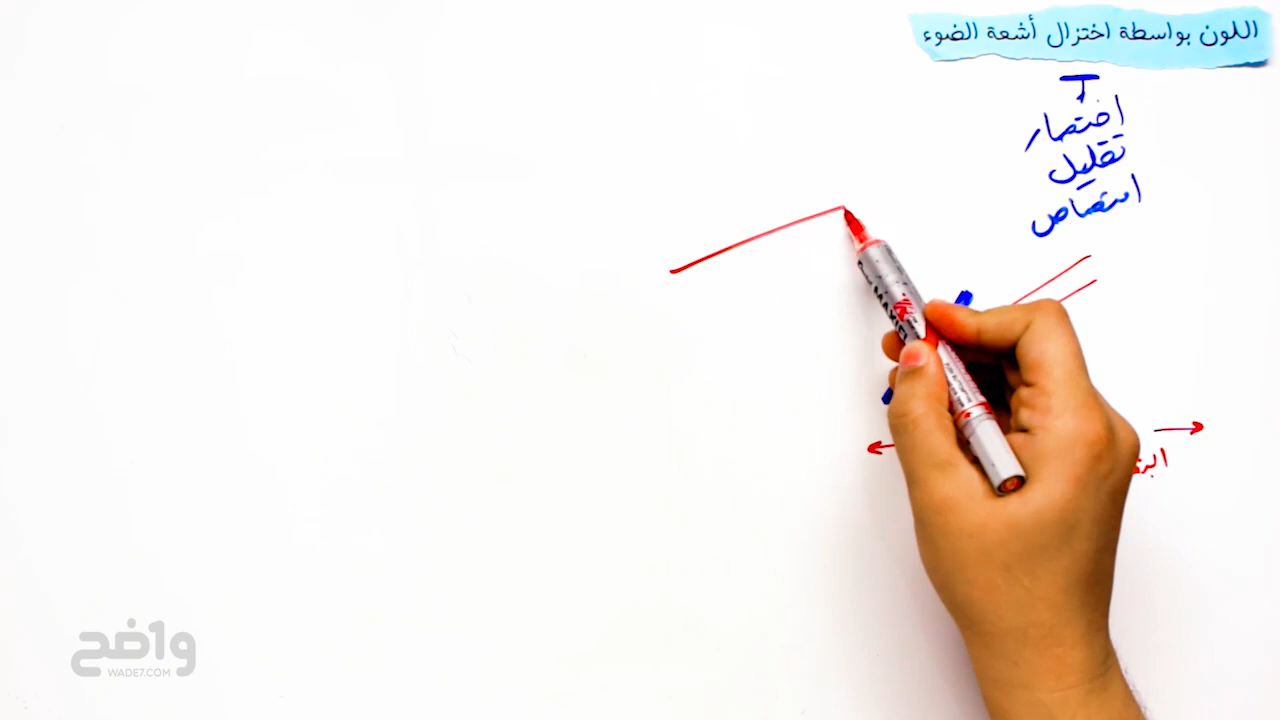 اللون بواسطة اختزال أشعة الضوء
اختصار
تقليل
امتصاص
واضح
WADE7.COM